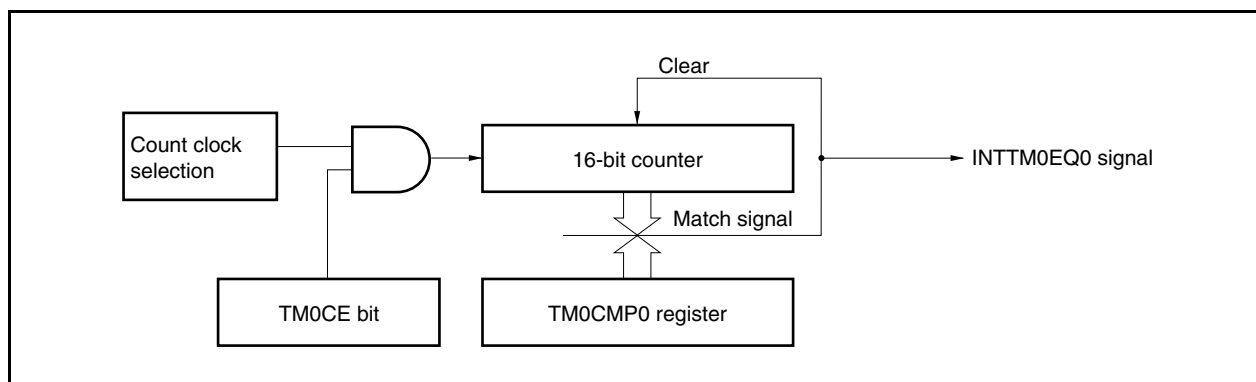 Clear
Count clock
selection
16-bit counter
INTTM0EQ0 signal
Match signal
TM0CE bit
TM0CMP0 register